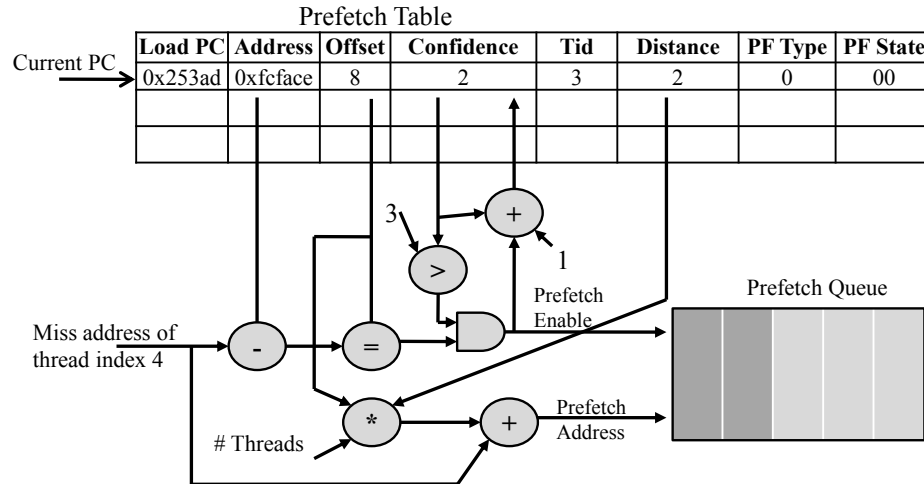 Prefetch Table
Load PC Address Offset Confidence Tid Distance PF Type PF State
Current PC
0x253ad 0xfcface 8 2 3 2 0 00
3
+
1
>
Prefetch
Enable
Prefetch Queue
Miss address of
thread index 4
-
=
*
+
Prefetch
Address
# Threads